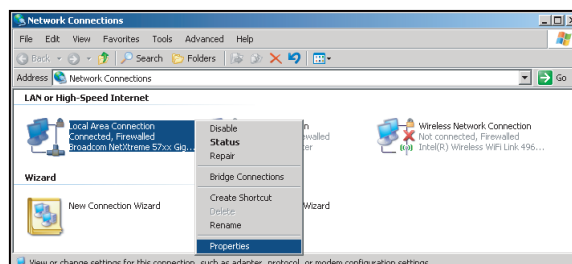 Network Connections
File Edit View Favorites Tools Advanced Help
Back Search Folders
Address Network Connections Go
LAN or High-Speed Internet
Local Area Connection
Connected, Firewalled
Broadcom NetXtreme 57xx Gig...
Disable
Status
Repair
Bridge Connections
Create Shortcut
Delete
Rename
Properties
Wireless Network Connection
Not connected, Firewalled
Intel(R) Wireless WiFi Link 496...
Wizard
New Connection Wizard
Wizard
View or change settings for this connection, such as adapter, protocol, or modem configuration settings.